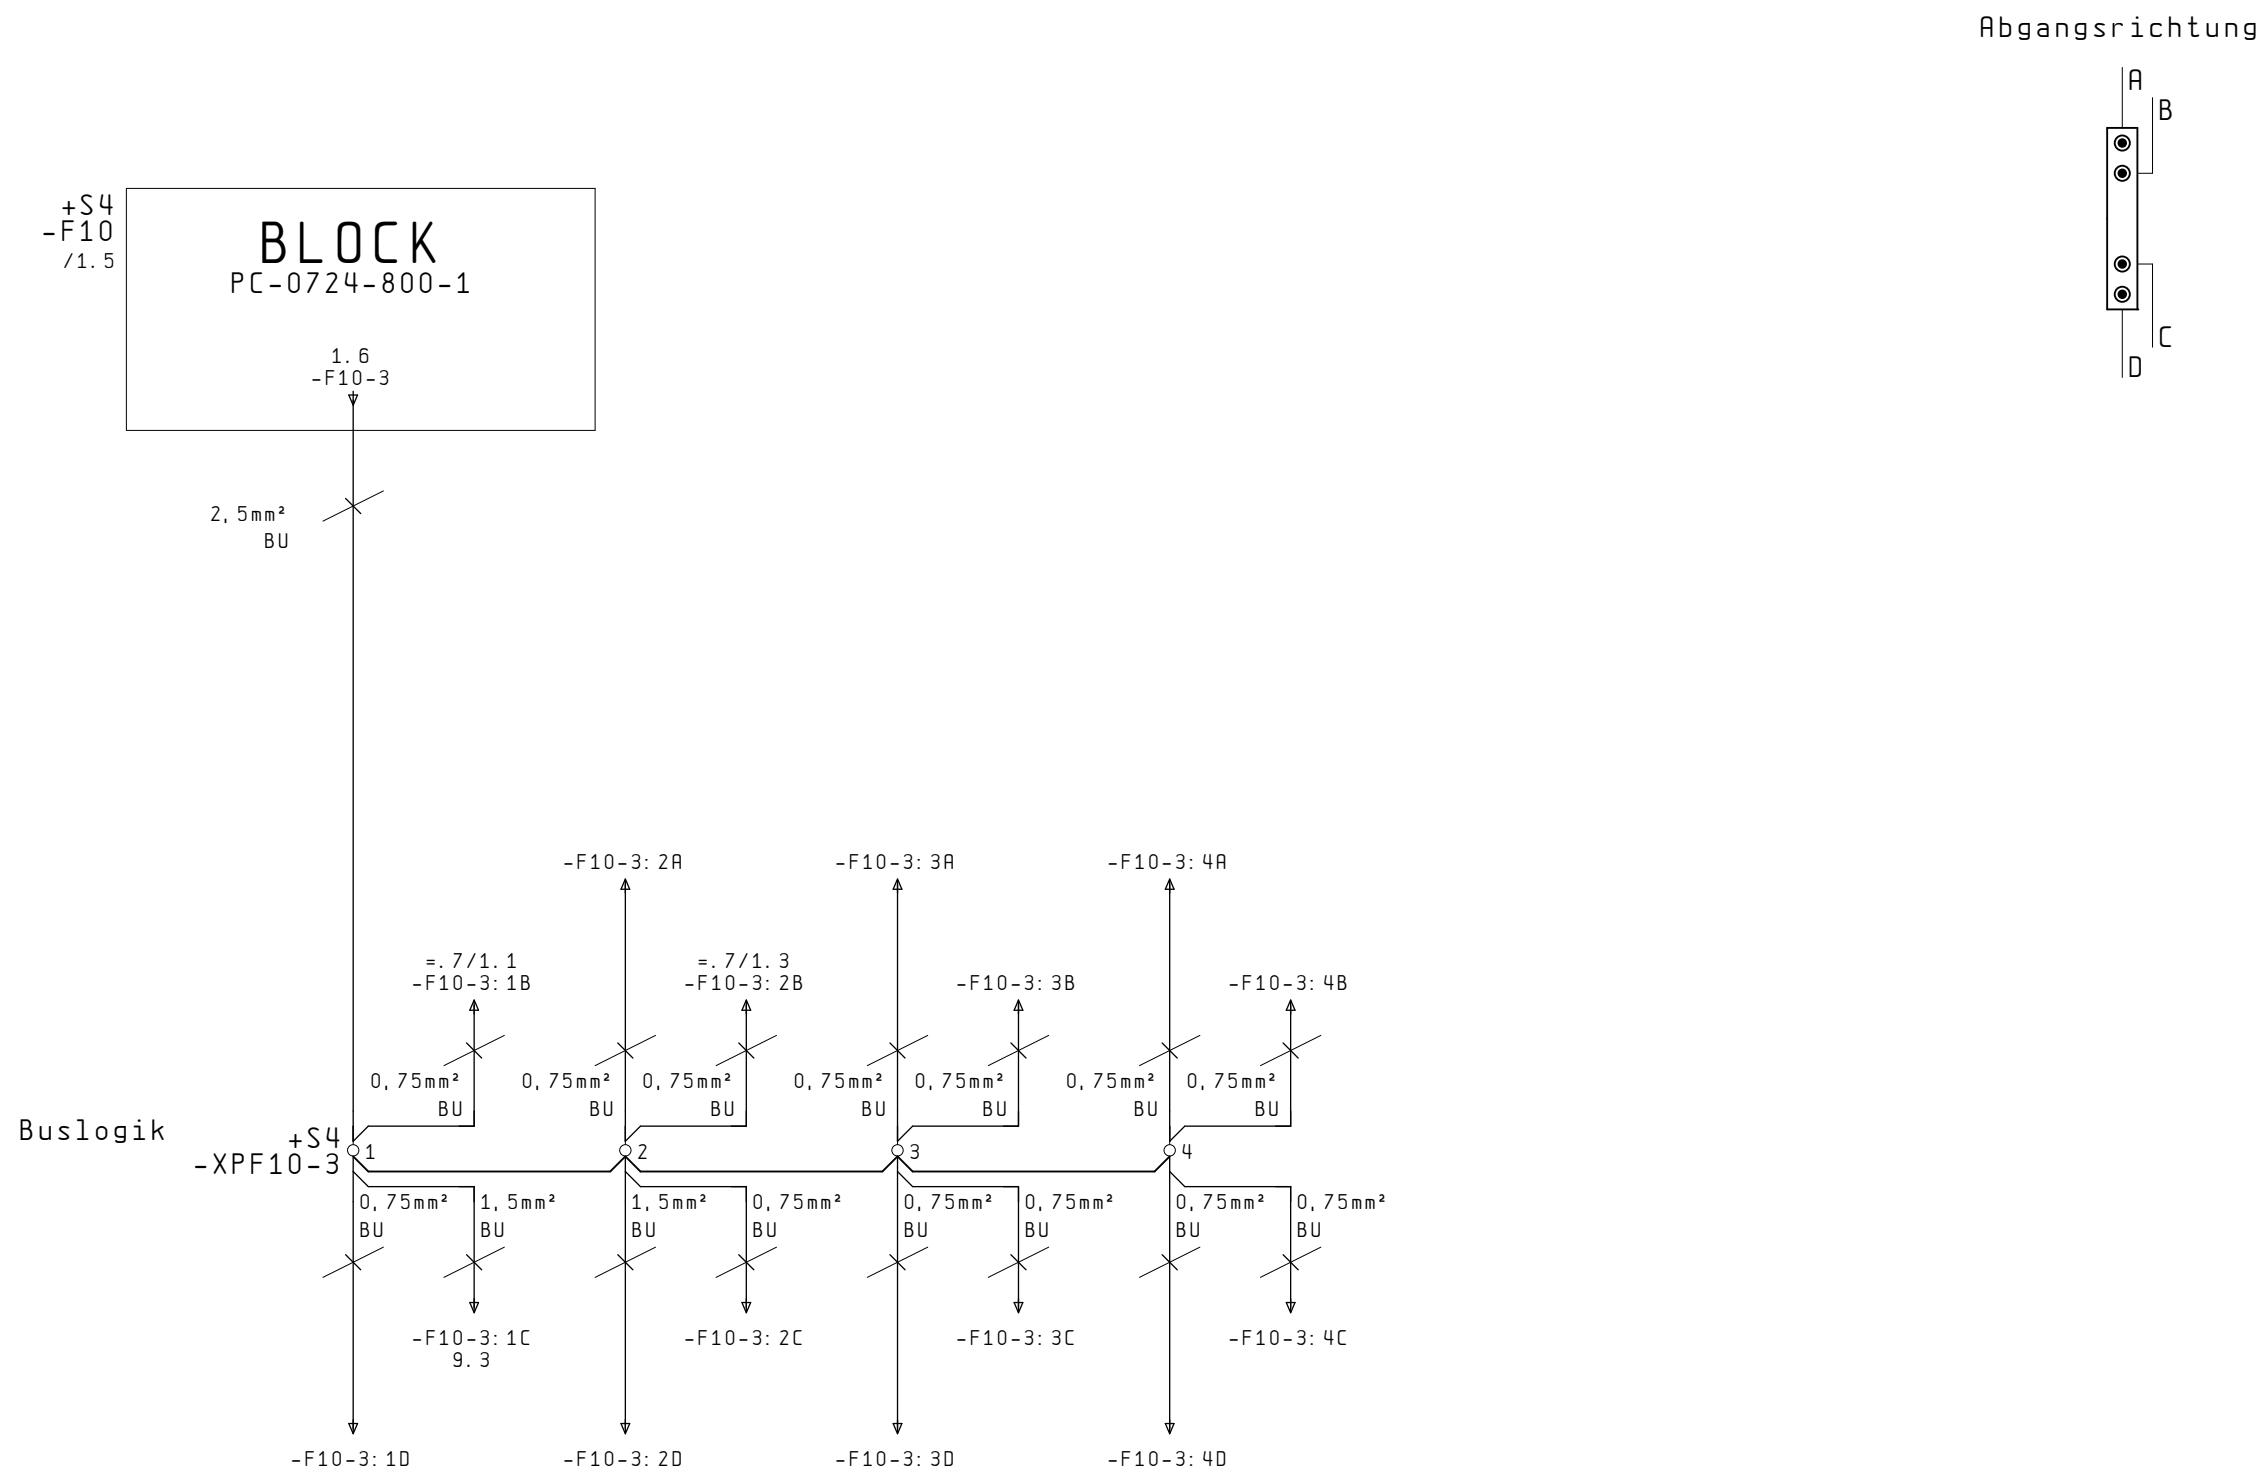 Abgangsrichtung
A
B
C
D
+S4
-F10
/1.5
BLOCK
PC-0724-800-1
1.6
-F10-3
2,5mm²
BU
-F10-3:2A
-F10-3:3A
-F10-3:4A
=.7/1.1
-F10-3:1B
=.7/1.3
-F10-3:2B
-F10-3:3B
-F10-3:4B
0,75mm²
BU
0,75mm²
BU
0,75mm²
BU
0,75mm²
BU
0,75mm²
BU
0,75mm²
BU
0,75mm²
BU
Buslogik
+S4
-XPF10-3
1
2
3
4
0,75mm²
BU
1,5mm²
BU
1,5mm²
BU
0,75mm²
BU
0,75mm²
BU
0,75mm²
BU
0,75mm²
BU
0,75mm²
BU
-F10-3:1C
9.3
-F10-3:2C
-F10-3:3C
-F10-3:4C
-F10-3:1D
-F10-3:2D
-F10-3:3D
-F10-3:4D